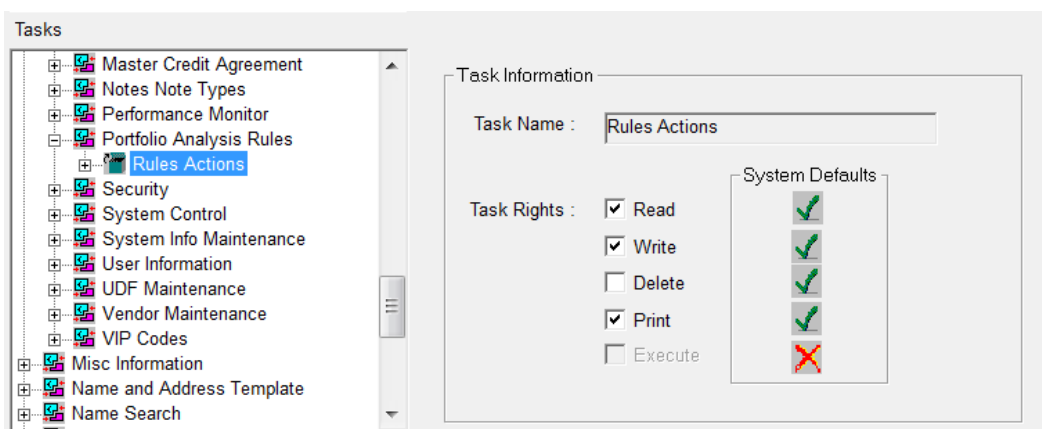 Tasks
Master Credit Agreement
Notes Note Types
Performance Monitor
Portfolio Analysis Rules
Rules Actions
Security
System Control
System Info Maintenance
User Information
UDF Maintenance
Vendor Maintenance
VIP Codes
Misc Information
Name and Address Template
Name Search
Task Information
Task Name : Rules Actions
System Defaults
Task Rights : Read
Write
Delete
Print
Execute